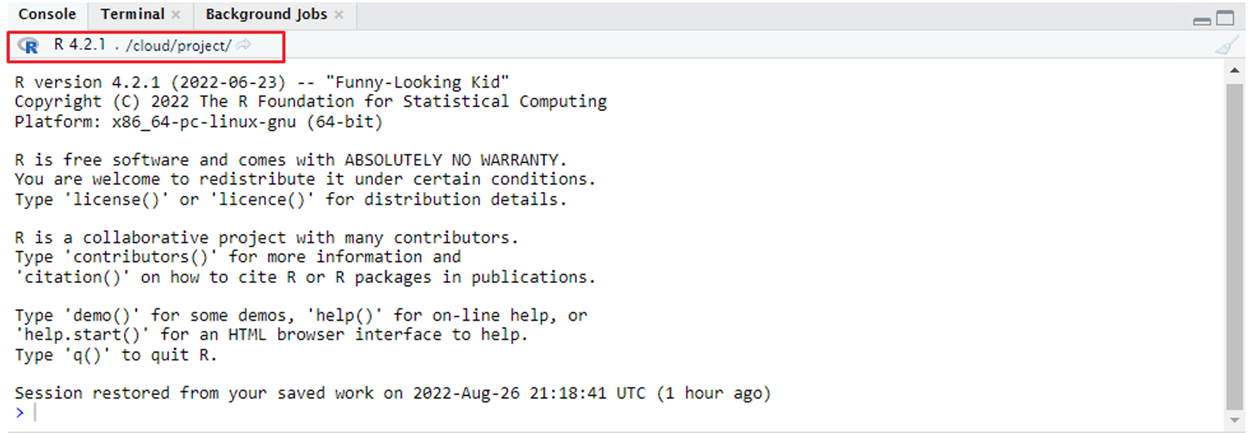 Console Terminal Background Jobs
R R 4.2.1 . /cloud/project/
R version 4.2.1 (2022-06-23) -- "Funny-Looking Kid"
Copyright (C) 2022 The R Foundation for Statistical Computing
Platform: x86_64-pc-linux-gnu (64-bit)
R is free software and comes with ABSOLUTELY NO WARRANTY.
You are welcome to redistribute it under certain conditions.
Type 'license()' or 'licence()' for distribution details.
R is a collaborative project with many contributors.
Type 'contributors()' for more information and
'citation()' on how to cite R or R packages in publications.
Type 'demo()' for some demos, 'help()' for on-line help, or
'help.start()' for an HTML browser interface to help.
Type 'q()' to quit R.
Session restored from your saved work on 2022-Aug-26 21:18:41 UTC (1 hour ago)
>